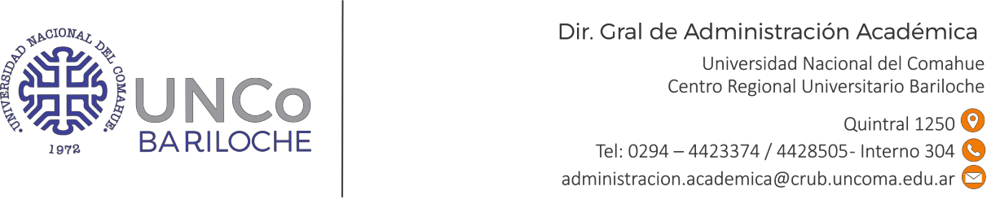 UNIVERSIDAD NACIONAL DEL COMAHUE
1972
UNCo
BARILOCHE
Dir. Gral de Administración Académica
Universidad Nacional del Comahue
Centro Regional Universitario Bariloche
Quintral 1250
Tel: 0294 – 4423374 / 4428505- Interno 304
administracion.academica@crub.uncoma.edu.ar